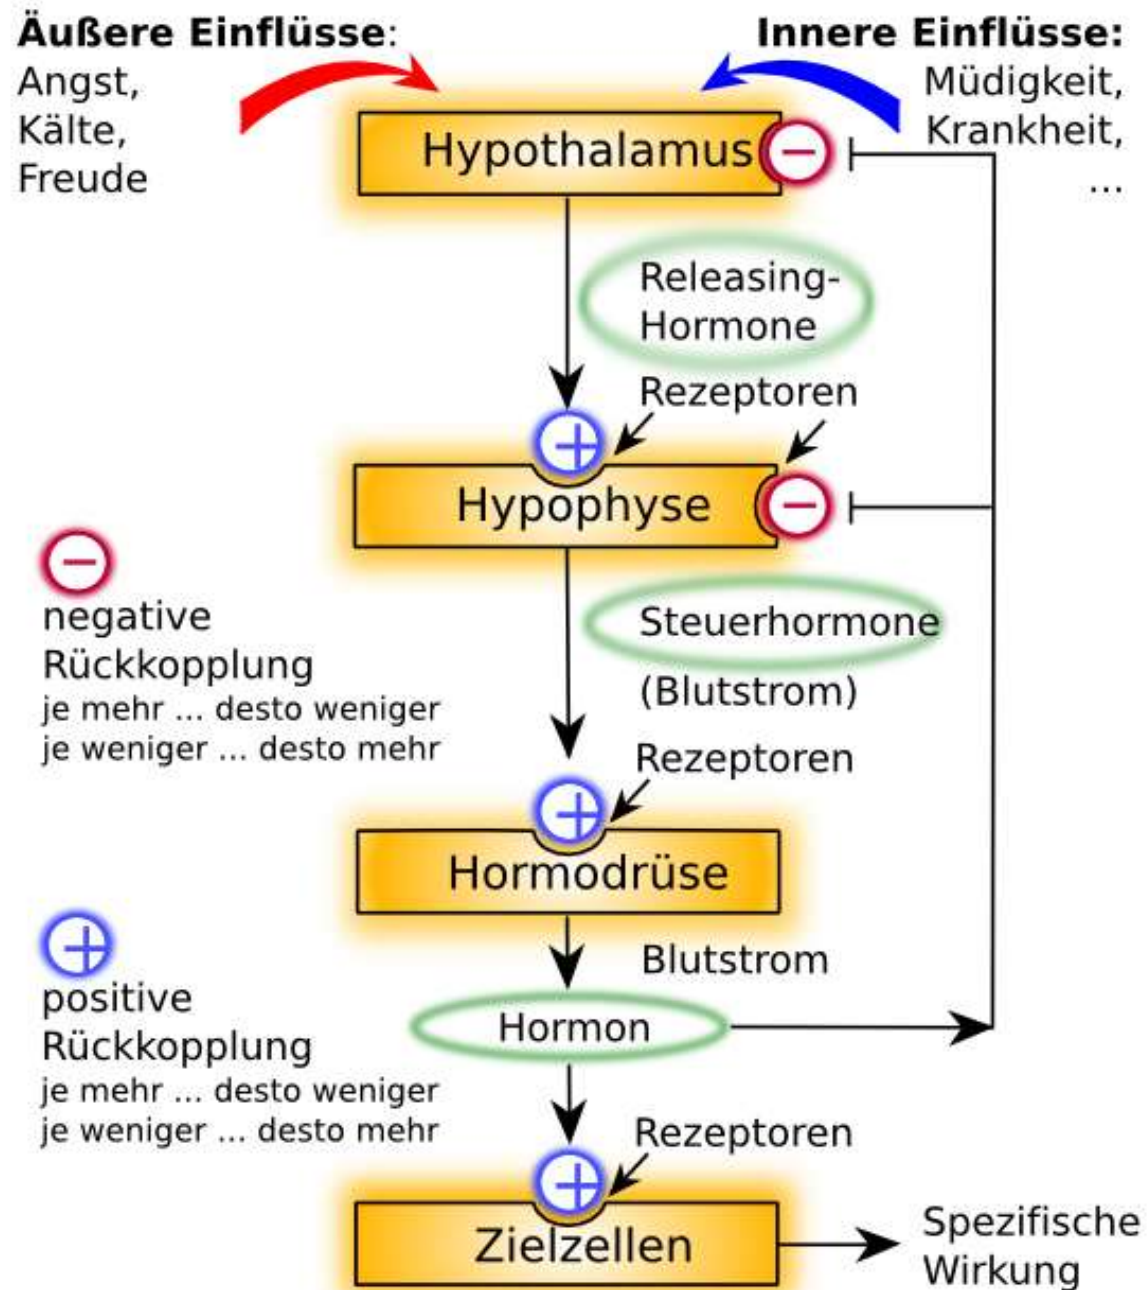 Äußere Einflüsse:
Angst,
Kälte,
Freude
Innere Einflüsse:
Müdigkeit,
Krankheit,
...
Hypothalamus
−
Releasing-
Hormone
Rezeptoren
+
Hypophyse
−
−
negative
Rückkopplung
je mehr ... desto weniger
je weniger ... desto mehr
Steuerhormone
(Blutstrom)
Rezeptoren
+
Hormodrüse
+
positive
Rückkopplung
je mehr ... desto weniger
je weniger ... desto mehr
Blutstrom
Hormon
Rezeptoren
+
Zielzellen
Spezifische
Wirkung